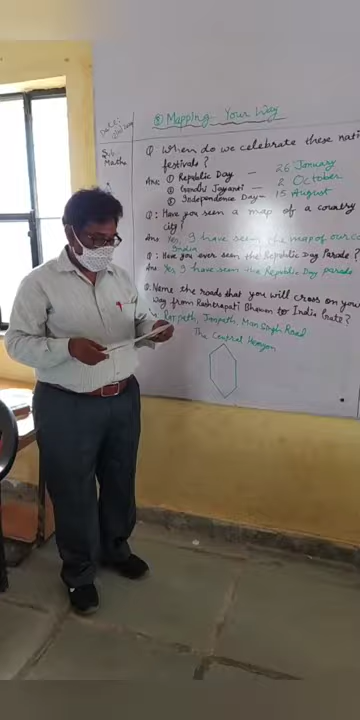 Date:
Sub:
Maths
⑧ Mapping Your Way
Q: When do we celebrate these nati
festivals?
Ans: ① Republic Day — 26 January
② Gandhi Jayanti — 2 October
③ Independence Day — 15 August
Q: Have you seen a map of a country
city!
Ans Yes, I have seen the map of our co
India
Q: Have you ever seen the Republic Day Parade?
Ans Yes I have seen the Republic Day parade
Q: Name the roads that you will cross on your
way from Rashtrapati Bhawan to India Gate?
Rajpath, Janpath, Man Singh Road
The Central Hexagon